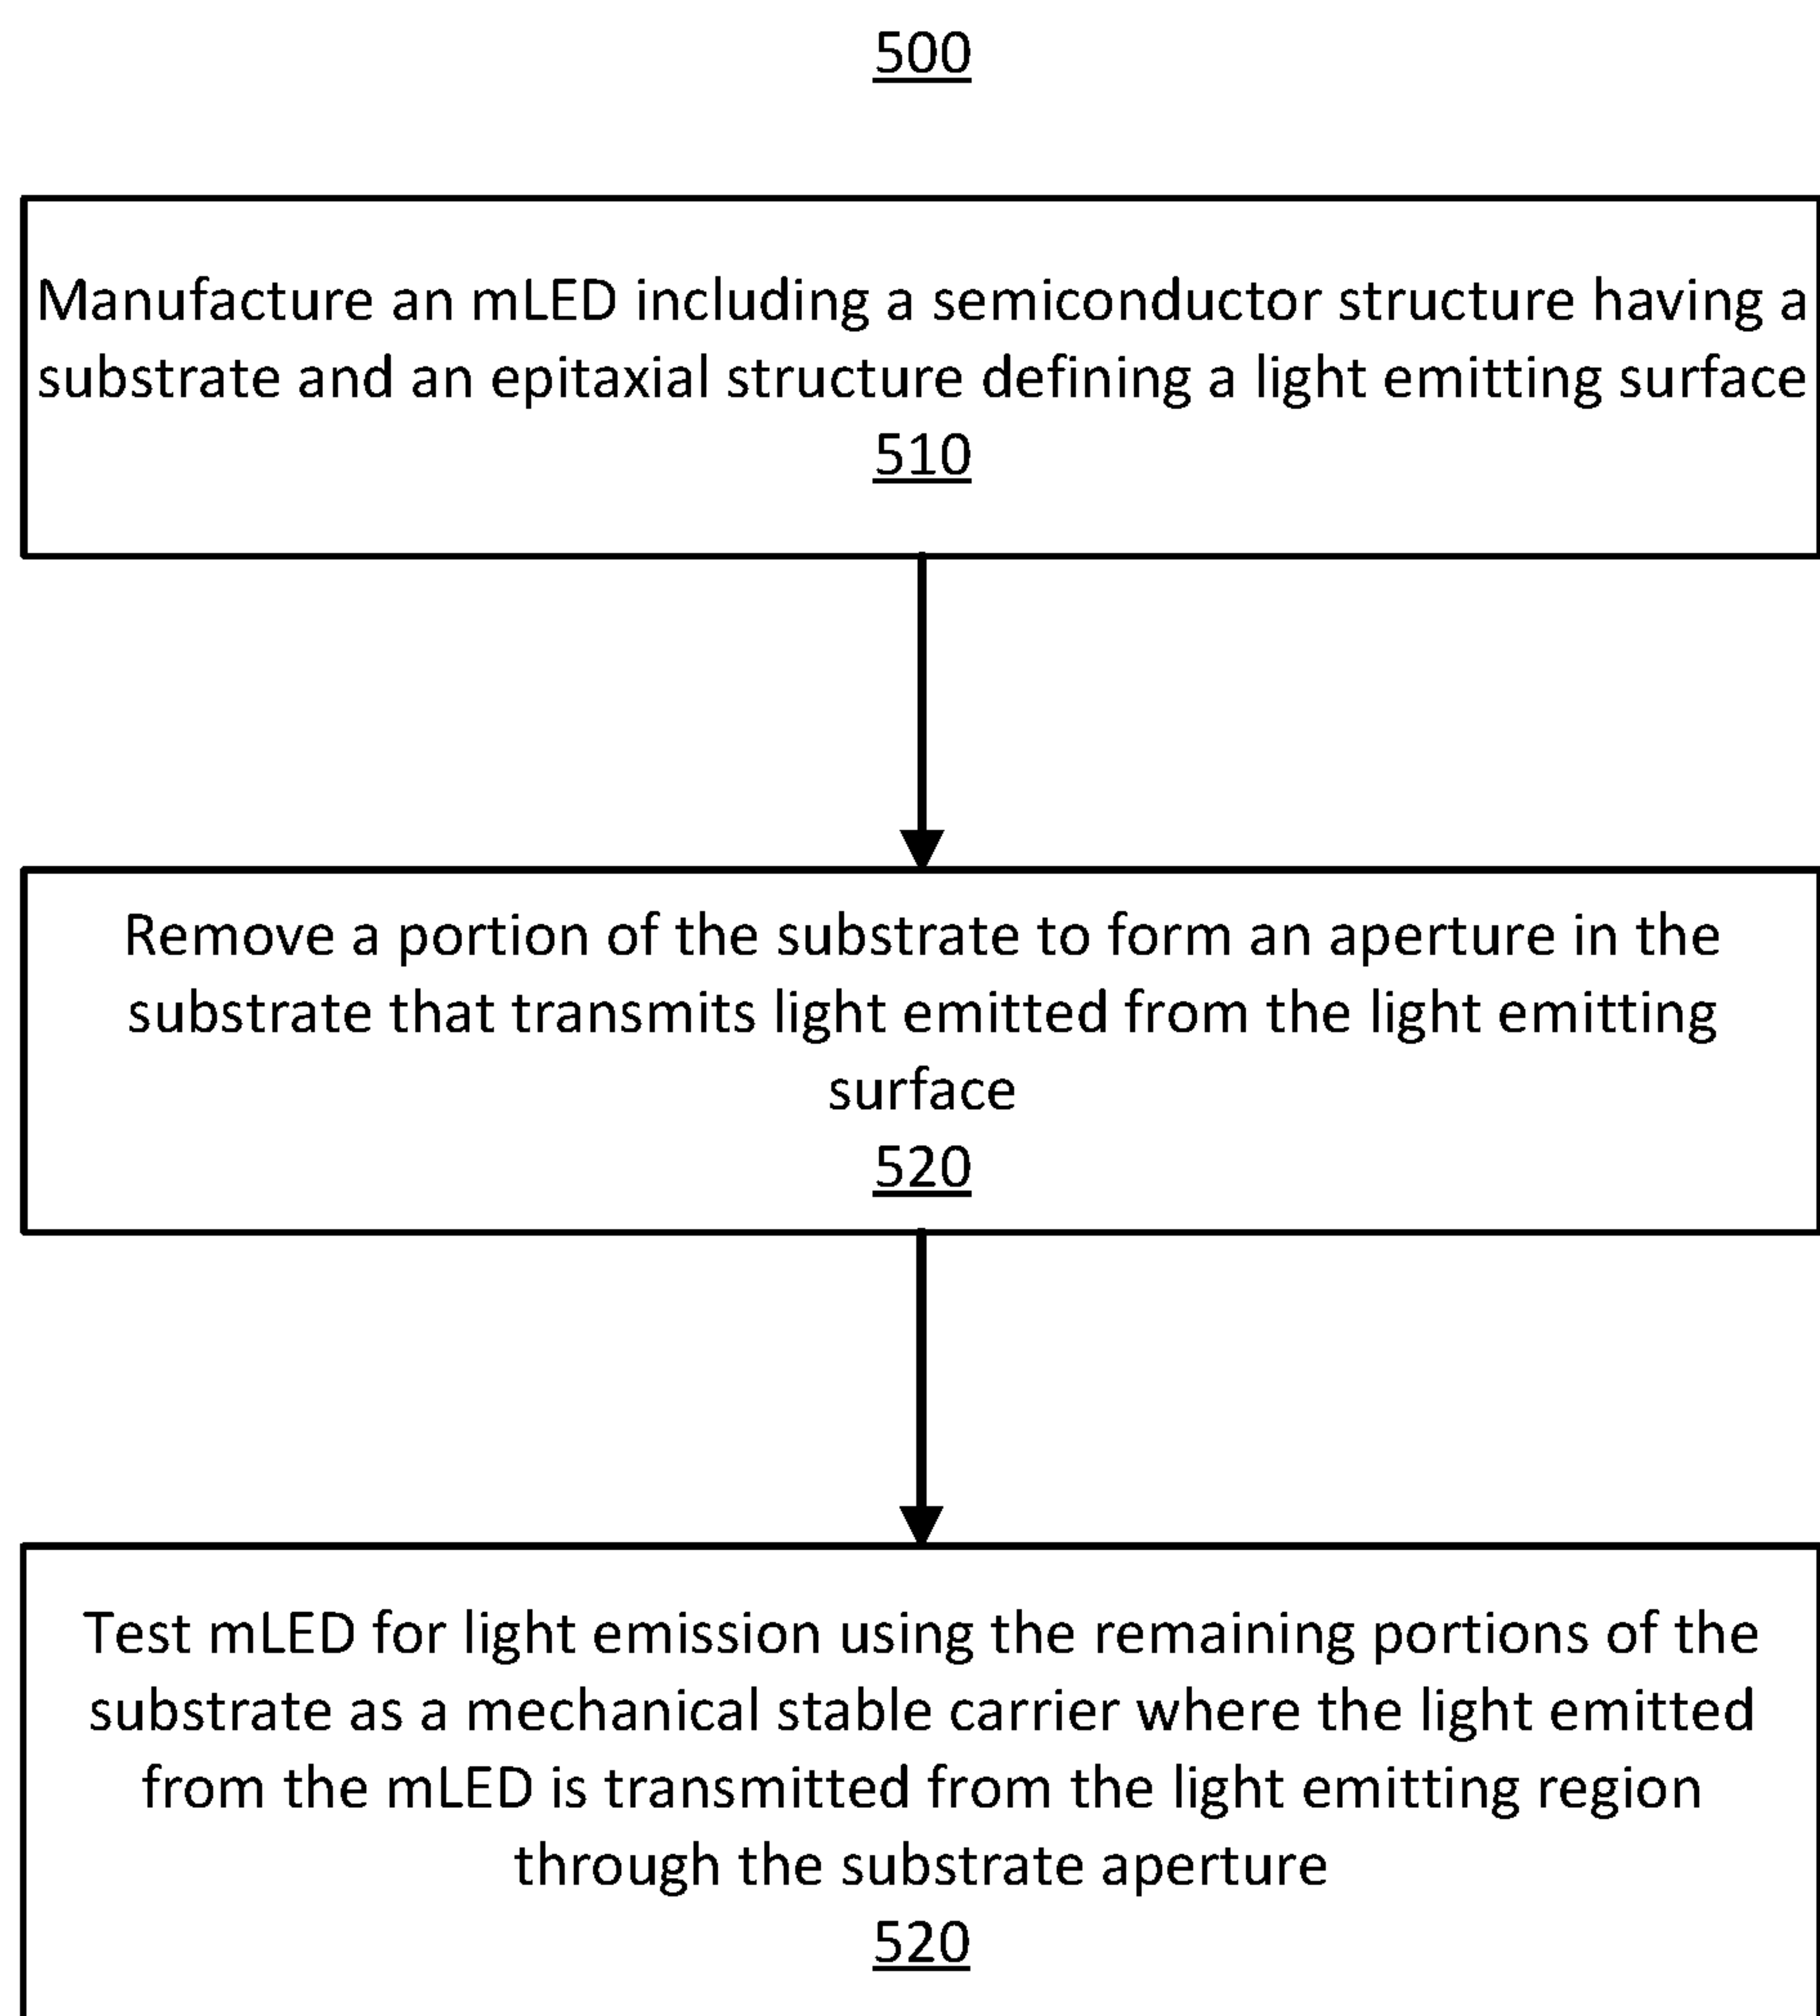 500
Manufacture an mLED including a semiconductor structure having a
substrate and an epitaxial structure defining a light emitting surface
510
Remove a portion of the substrate to form an aperture in the
substrate that transmits light emitted from the light emitting
surface
520
Test mLED for light emission using the remaining portions of the
substrate as a mechanical stable carrier where the light emitted
from the mLED is transmitted from the light emitting region
through the substrate aperture
520